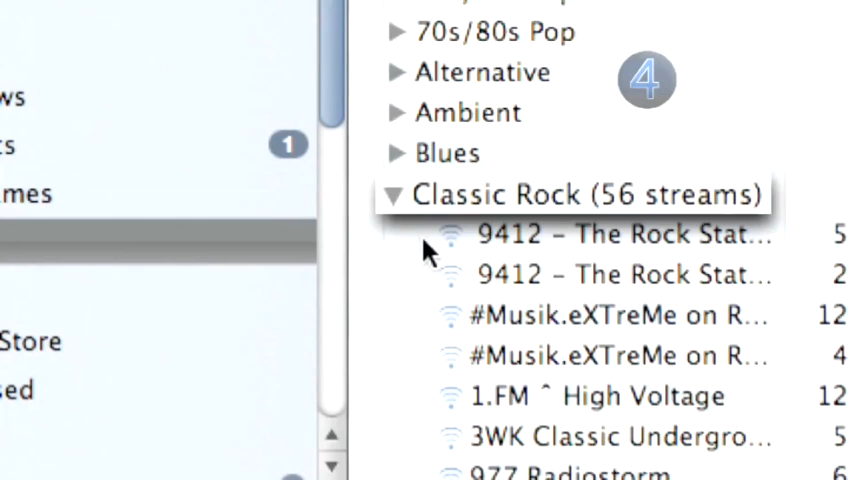 70s/80s Pop
Alternative
4
Ambient
Blues
Classic Rock (56 streams)
9412 – The Rock Stat... 5
9412 – The Rock Stat... 2
#Musik.eXTreMe on R... 12
#Musik.eXTreMe on R... 4
1.FM ˆ High Voltage 12
3WK Classic Undergro... 5
977 Radiostorm 6
ws
ts 1
ames
Store
sed